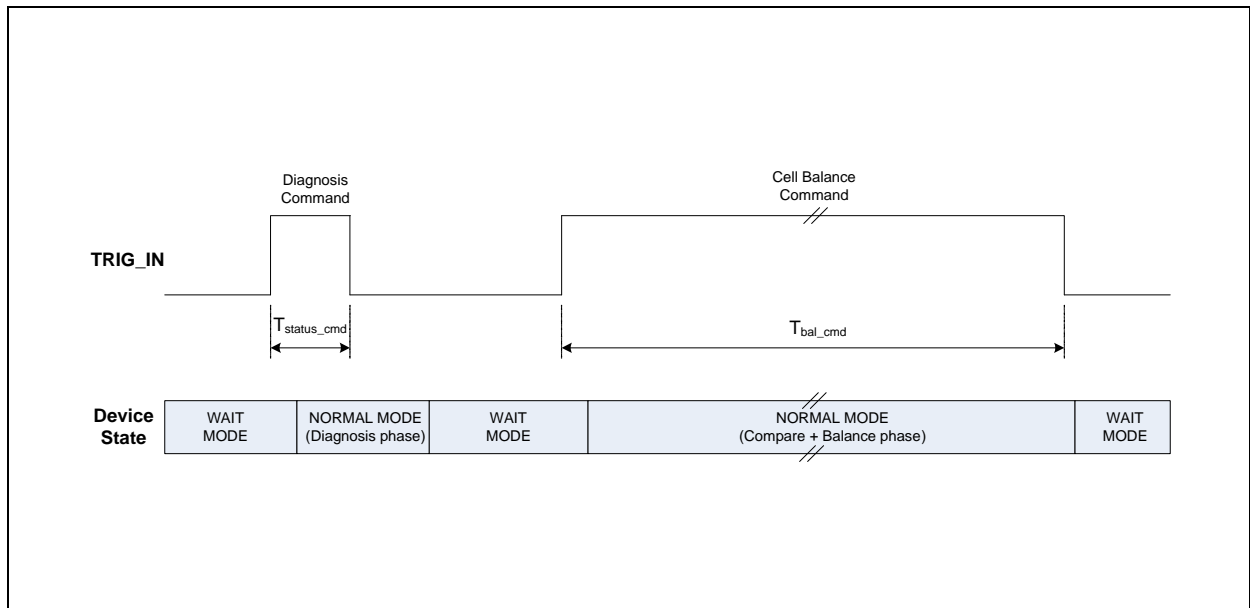 Diagnosis
Command
Cell Balance
Command
TRIG_IN
Tstatus_cmd
Tbal_cmd
Device
State
WAIT
MODE
NORMAL MODE
(Diagnosis phase)
WAIT
MODE
NORMAL MODE
(Compare + Balance phase)
WAIT
MODE